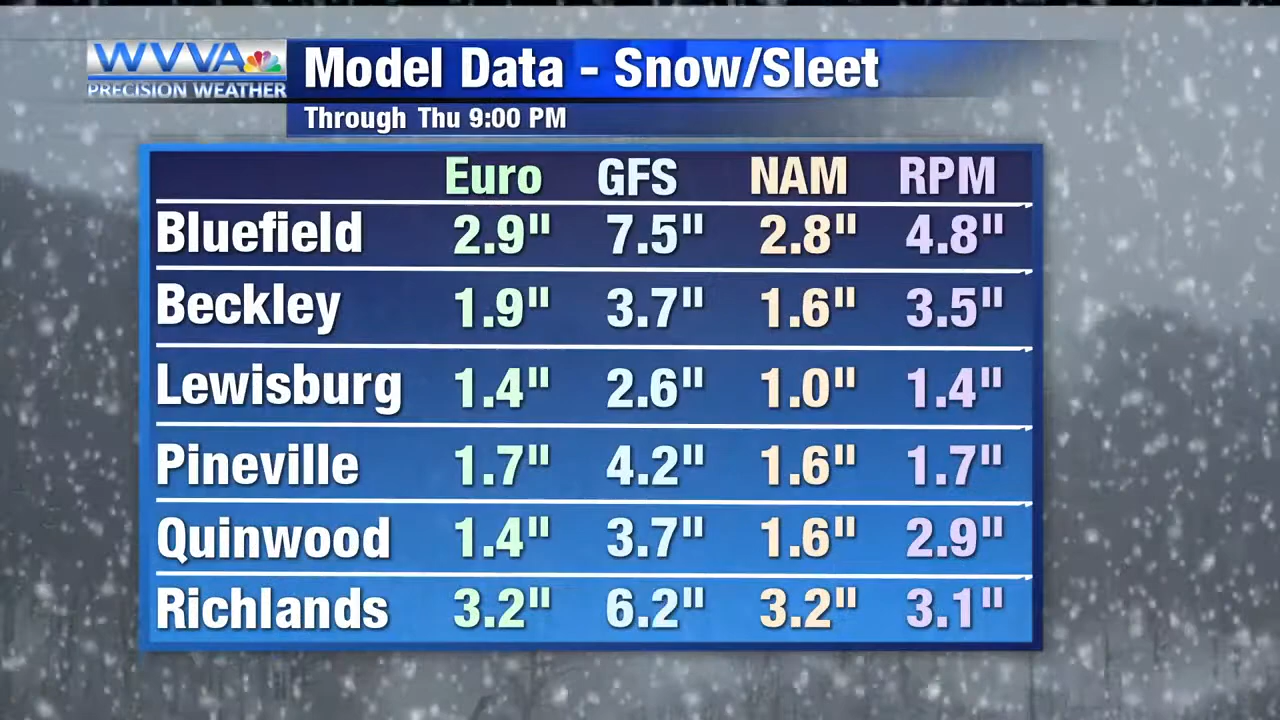 WVVA Model Data - Snow/Sleet
PRECISION WEATHER Through Thu 9:00 PM
Euro GFS NAM RPM
Bluefield 2.9" 7.5" 2.8" 4.8"
Beckley 1.9" 3.7" 1.6" 3.5"
Lewisburg 1.4" 2.6" 1.0" 1.4"
Pineville 1.7" 4.2" 1.6" 1.7"
Quinwood 1.4" 3.7" 1.6" 2.9"
Richlands 3.2" 6.2" 3.2" 3.1"